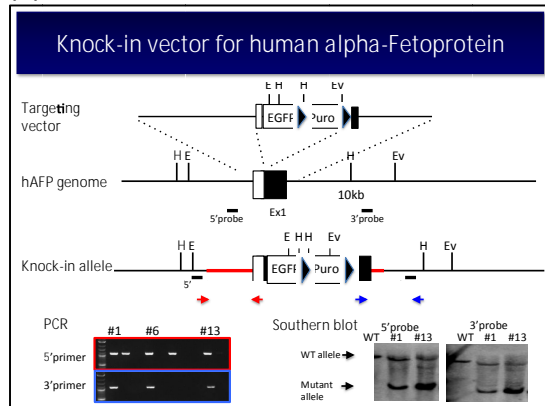 Knock-in vector for human alpha-Fetoprotein
E H H Ev
Targeting vector
EGFP Puro
H E H Ev
hAFP genome
10kb
Ex1
5'probe 3'probe
E H H Ev
H E H Ev
Knock-in allele
EGFP Puro
5'
PCR
#1 #6 #13
5'primer
3'primer
Southern blot
5'probe 3'probe
WT #1 #13 WT #1 #13
WT allele
Mutant allele